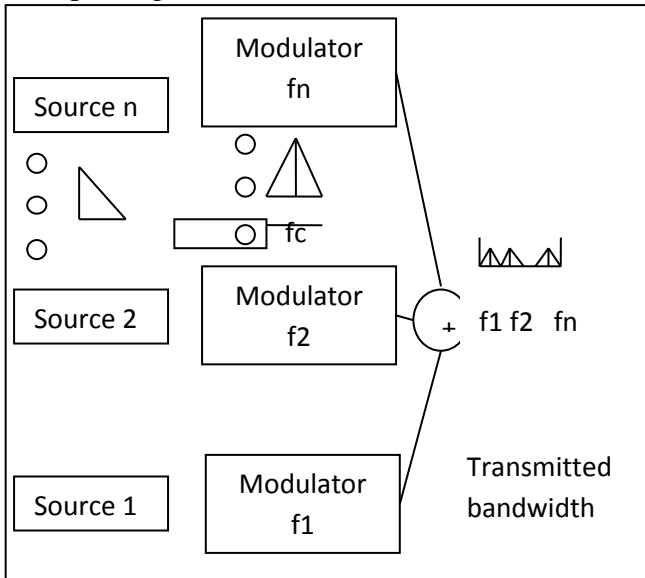 Modulator
fn
Source n
fc
Modulator
f2
Source 2
+
f1 f2 fn
Modulator
f1
Source 1
Transmitted
bandwidth